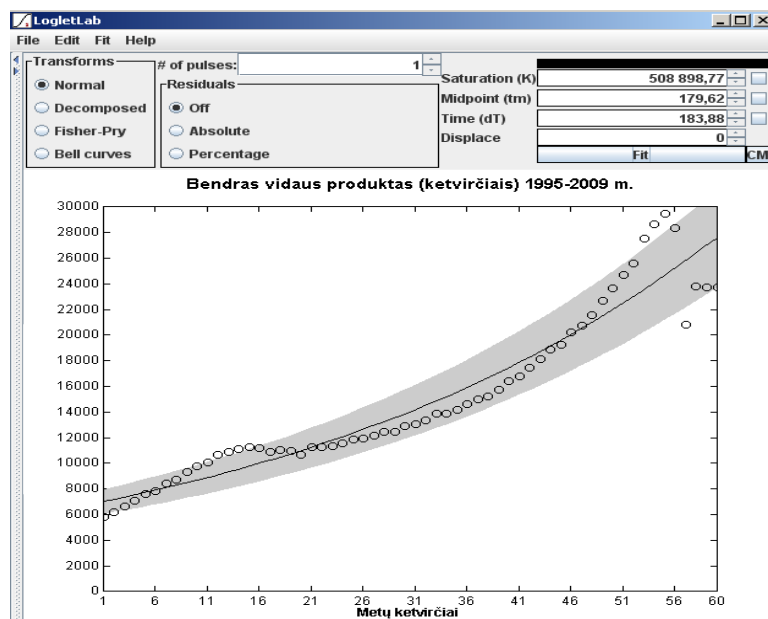 LogletLab
File Edit Fit Help
Transforms
Normal
Decomposed
Fisher-Pry
Bell curves
# of pulses: 1
Residuals
Off
Absolute
Percentage
Saturation (K) 508 898,77
Midpoint (tm) 179,62
Time (dT) 183,88
Displace 0
Fit CM
Bendras vidaus produktas (ketvirčiais) 1995-2009 m.
30000
28000
26000
24000
22000
20000
18000
16000
14000
12000
10000
8000
6000
4000
2000
0
1 6 11 16 21 26 31 36 41 46 51 56 60
Metų ketvirčiai